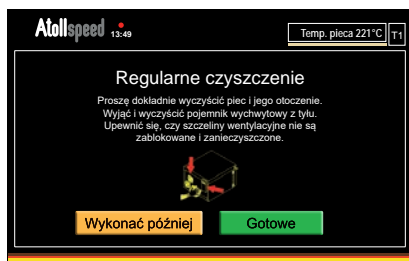 Atollspeed 13:49
Temp. pieca 221°C T1
Regularne czyszczenie
Proszę dokładnie wyczyścić piec i jego otoczenie.
Wyjąć i wyczyścić pojemnik wychwytowy z tyłu.
Upewnić się, czy szczeliny wentylacyjne nie są
zablokowane i zanieczyszczone.
Wykonać później Gotowe